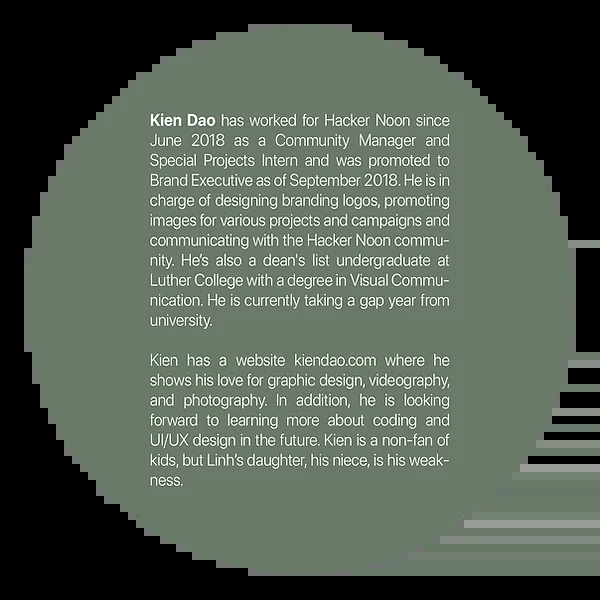 Kien Dao has worked for Hacker Noon since
June 2018 as a Community Manager and
Special Projects Intern and was promoted to
Brand Executive as of September 2018. He is in
charge of designing branding logos, promoting
images for various projects and campaigns and
communicating with the Hacker Noon commu-
nity. He's also a dean's list undergraduate at
Luther College with a degree in Visual Commu-
nication. He is currently taking a gap year from
university.
Kien has a website kiendao.com where he
shows his love for graphic design, videography,
and photography. In addition, he is looking
forward to learning more about coding and
UI/UX design in the future. Kien is a non-fan of
kids, but Linh's daughter, his niece, is his weak-
ness.